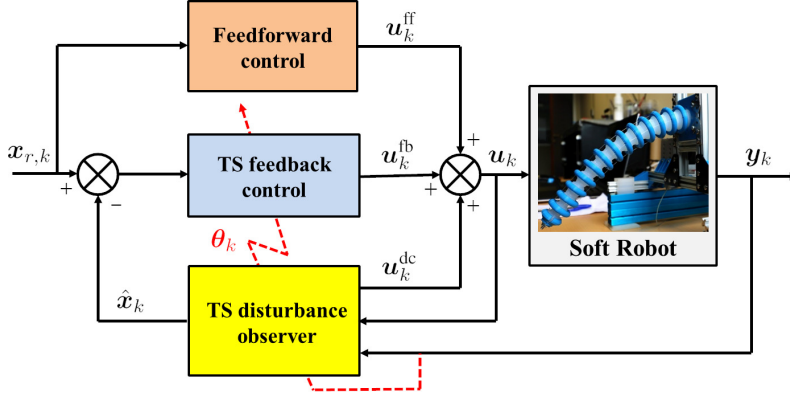 Feedforward
control
u_k^ff
x_{r,k}
+
−
TS feedback
control
u_k^fb
+
+
+
u_k
y_k
Soft Robot
θ_k
u_k^dc
x̂_k
TS disturbance
observer